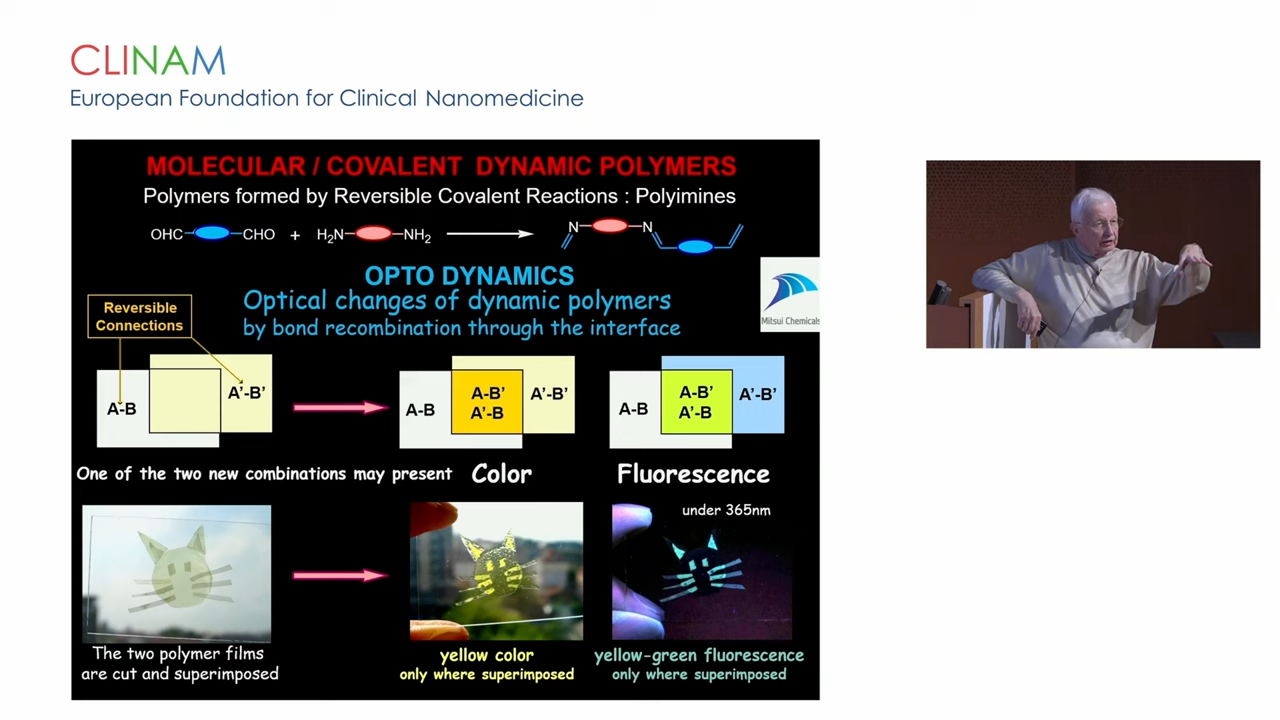 CLINAM
European Foundation for Clinical Nanomedicine
MOLECULAR / COVALENT DYNAMIC POLYMERS
Polymers formed by Reversible Covalent Reactions : Polyimines
OHC CHO + H₂N NH₂ N N
OPTO DYNAMICS
Optical changes of dynamic polymers
by bond recombination through the interface
Mitsui Chemicals
Reversible
Connections
A-B
A'-B'
A-B
A-B'
A'-B
A'-B'
A-B
A-B'
A'-B
A'-B'
One of the two new combinations may present
Color
Fluorescence
under 365nm
The two polymer films
are cut and superimposed
yellow color
only where superimposed
yellow-green fluorescence
only where superimposed